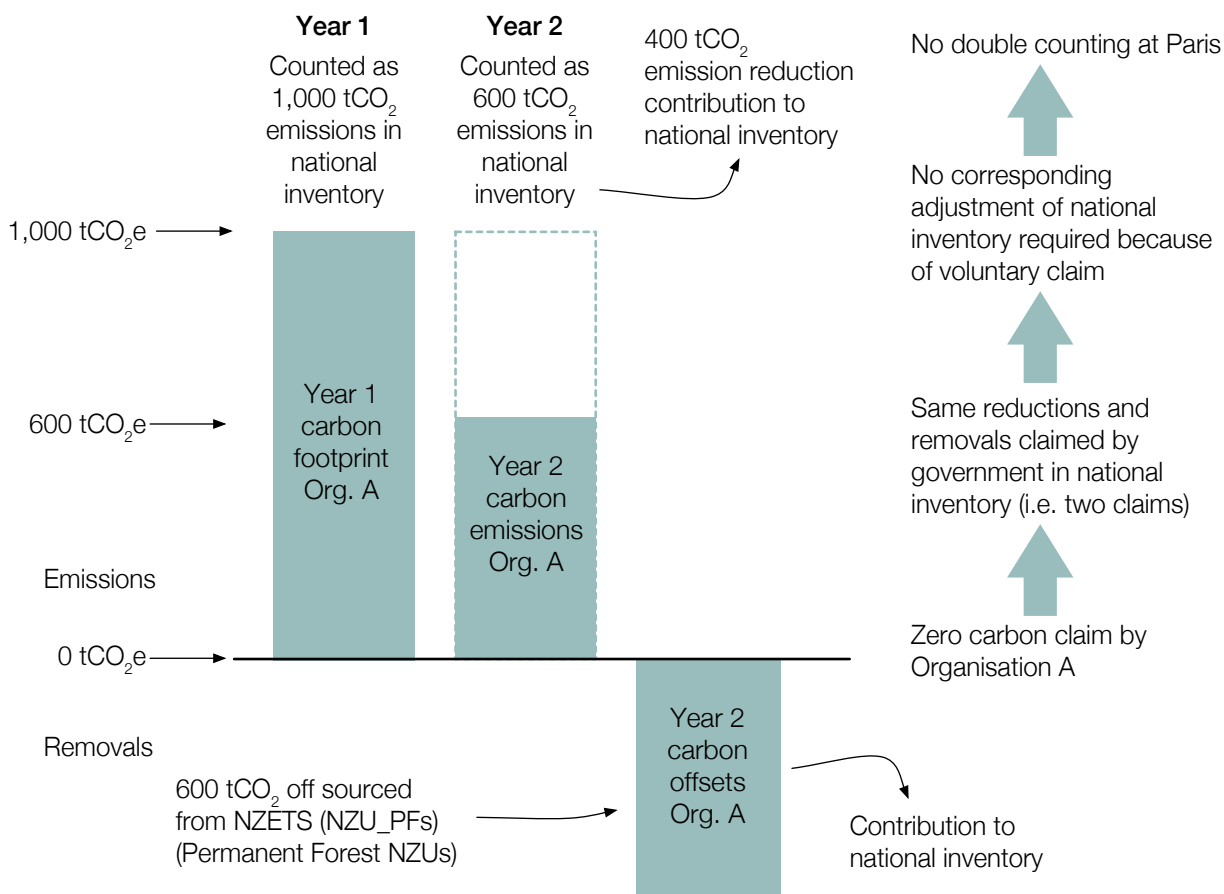 Year 1
Counted as
1,000 tCO₂
emissions in
national
inventory
Year 2
Counted as
600 tCO₂
emissions in
national
inventory
400 tCO₂
emission reduction
contribution to
national inventory
1,000 tCO₂e
600 tCO₂e
Emissions
0 tCO₂e
Removals
Year 1
carbon
footprint
Org. A
Year 2
carbon
emissions
Org. A
Year 2
carbon
offsets
Org. A
600 tCO₂ off sourced
from NZETS (NZU_PFs)
(Permanent Forest NZUs)
Contribution to
national inventory
No double counting at Paris
No corresponding
adjustment of national
inventory required because
of voluntary claim
Same reductions and
removals claimed by
government in national
inventory (i.e. two claims)
Zero carbon claim by
Organisation A